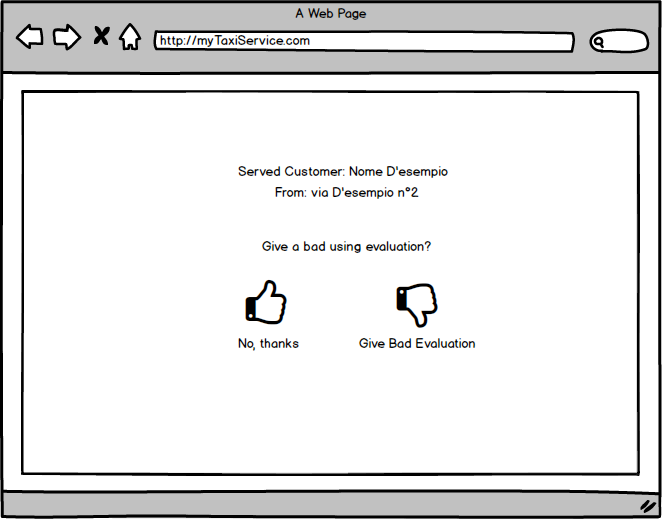 A Web Page
http://myTaxiService.com
Served Customer: Nome D'esempio
From: via D'esempio n°2
Give a bad using evaluation?
No, thanks
Give Bad Evaluation